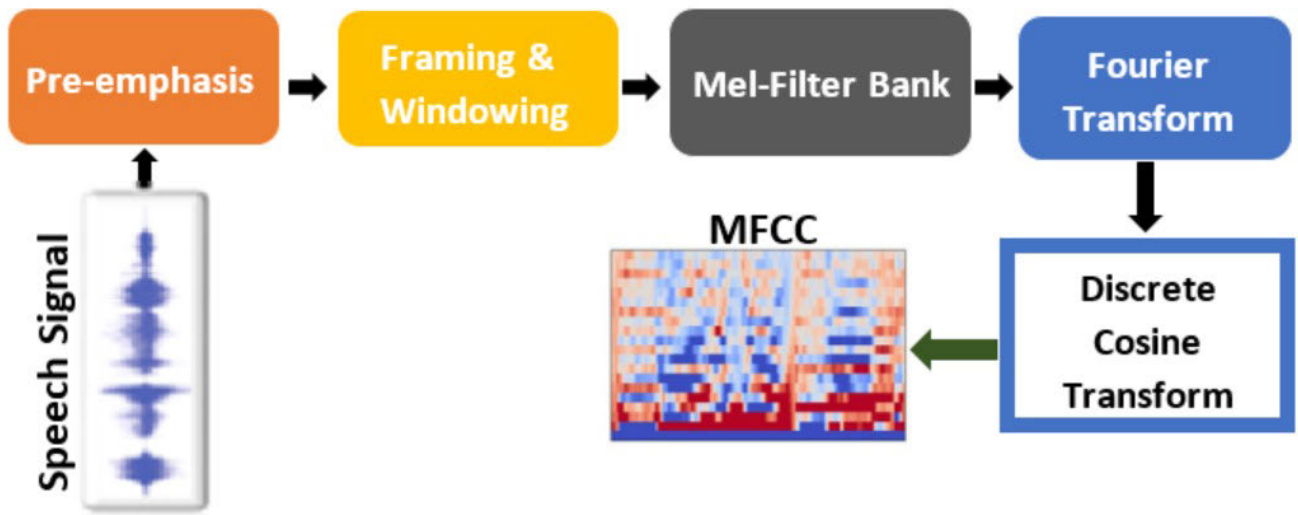 Pre-emphasis
Framing &
Windowing
Mel-Filter Bank
Fourier
Transform
Speech Signal
MFCC
Discrete
Cosine
Transform